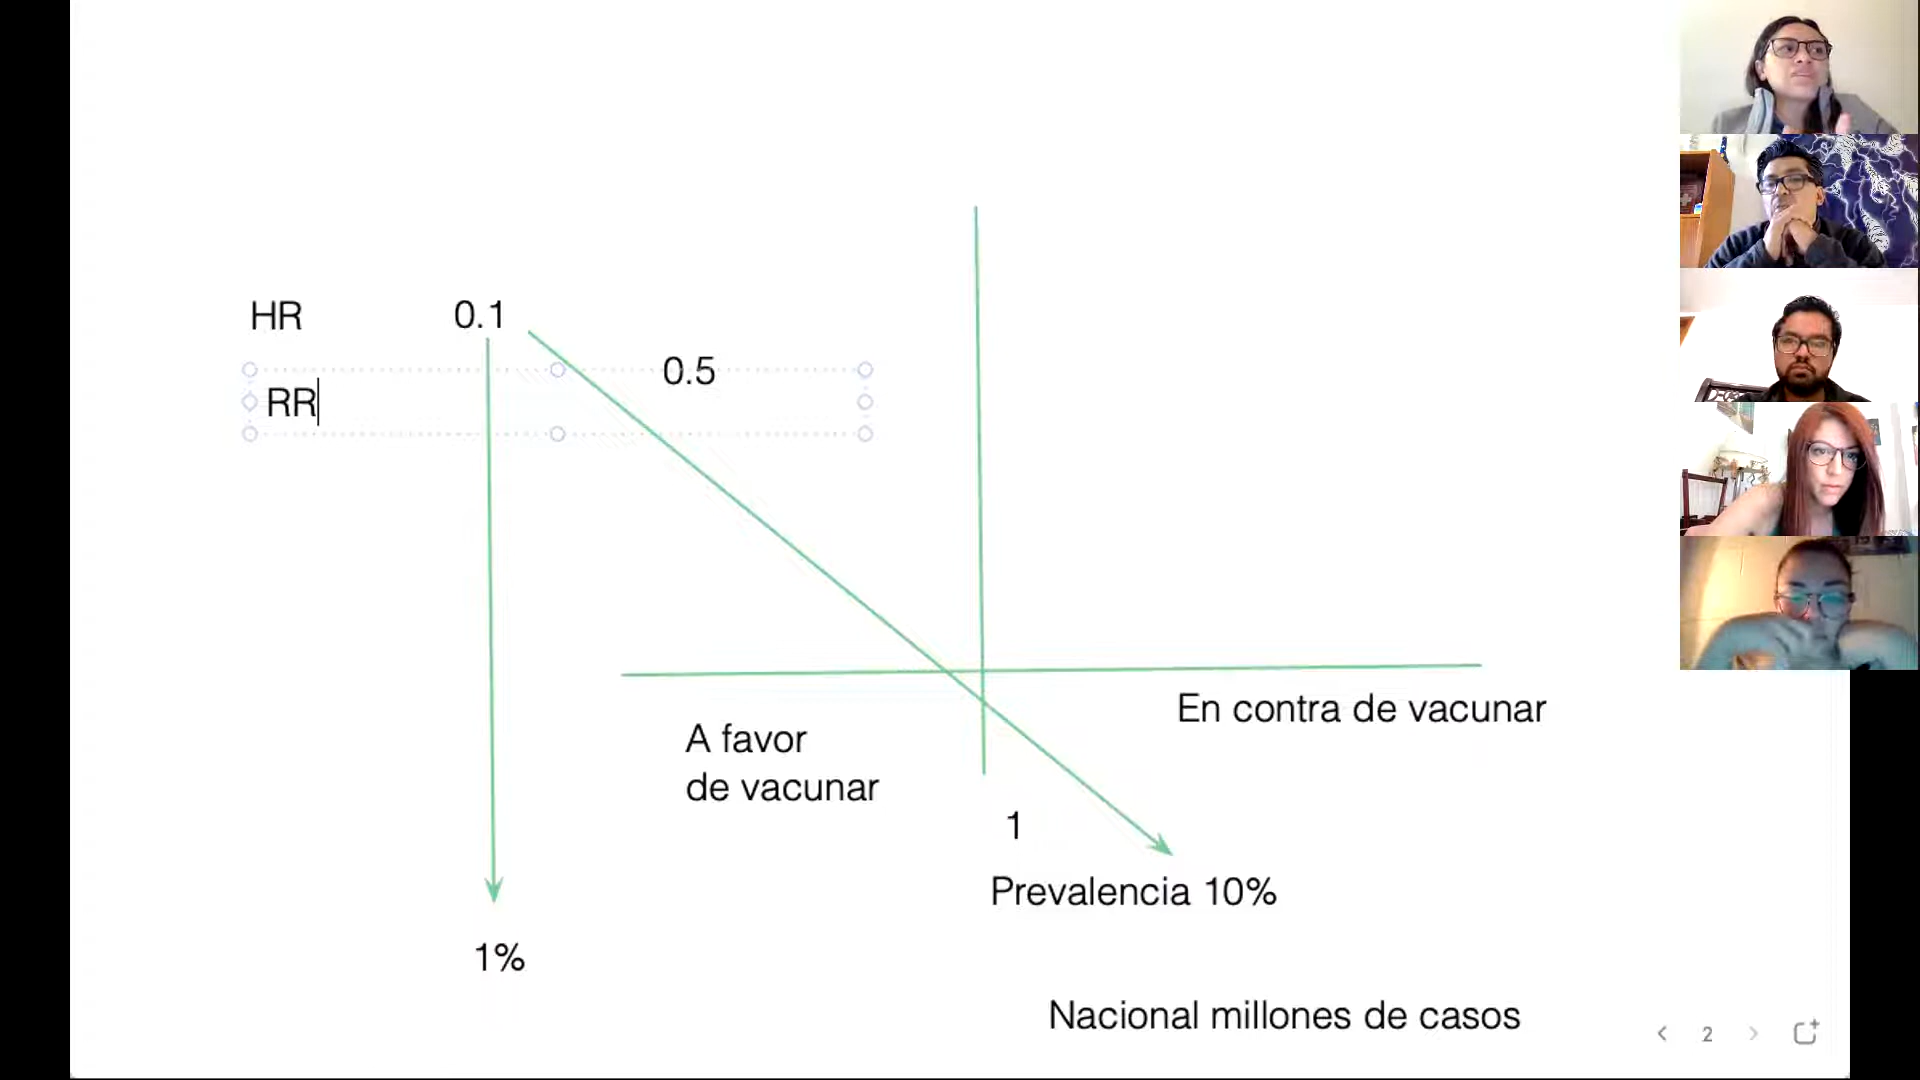 HR
0.1
0.5
RR
A favor
de vacunar
En contra de vacunar
1
Prevalencia 10%
1%
Nacional millones de casos
2